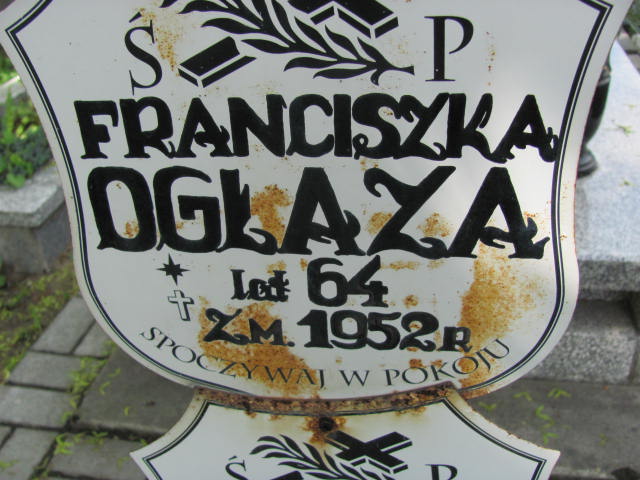 Ś P
FRANCISZKA
OGŁAZA
Lat 64
ZM. 1952 R
SPOCZYWAJ W POKOJU
Ś P